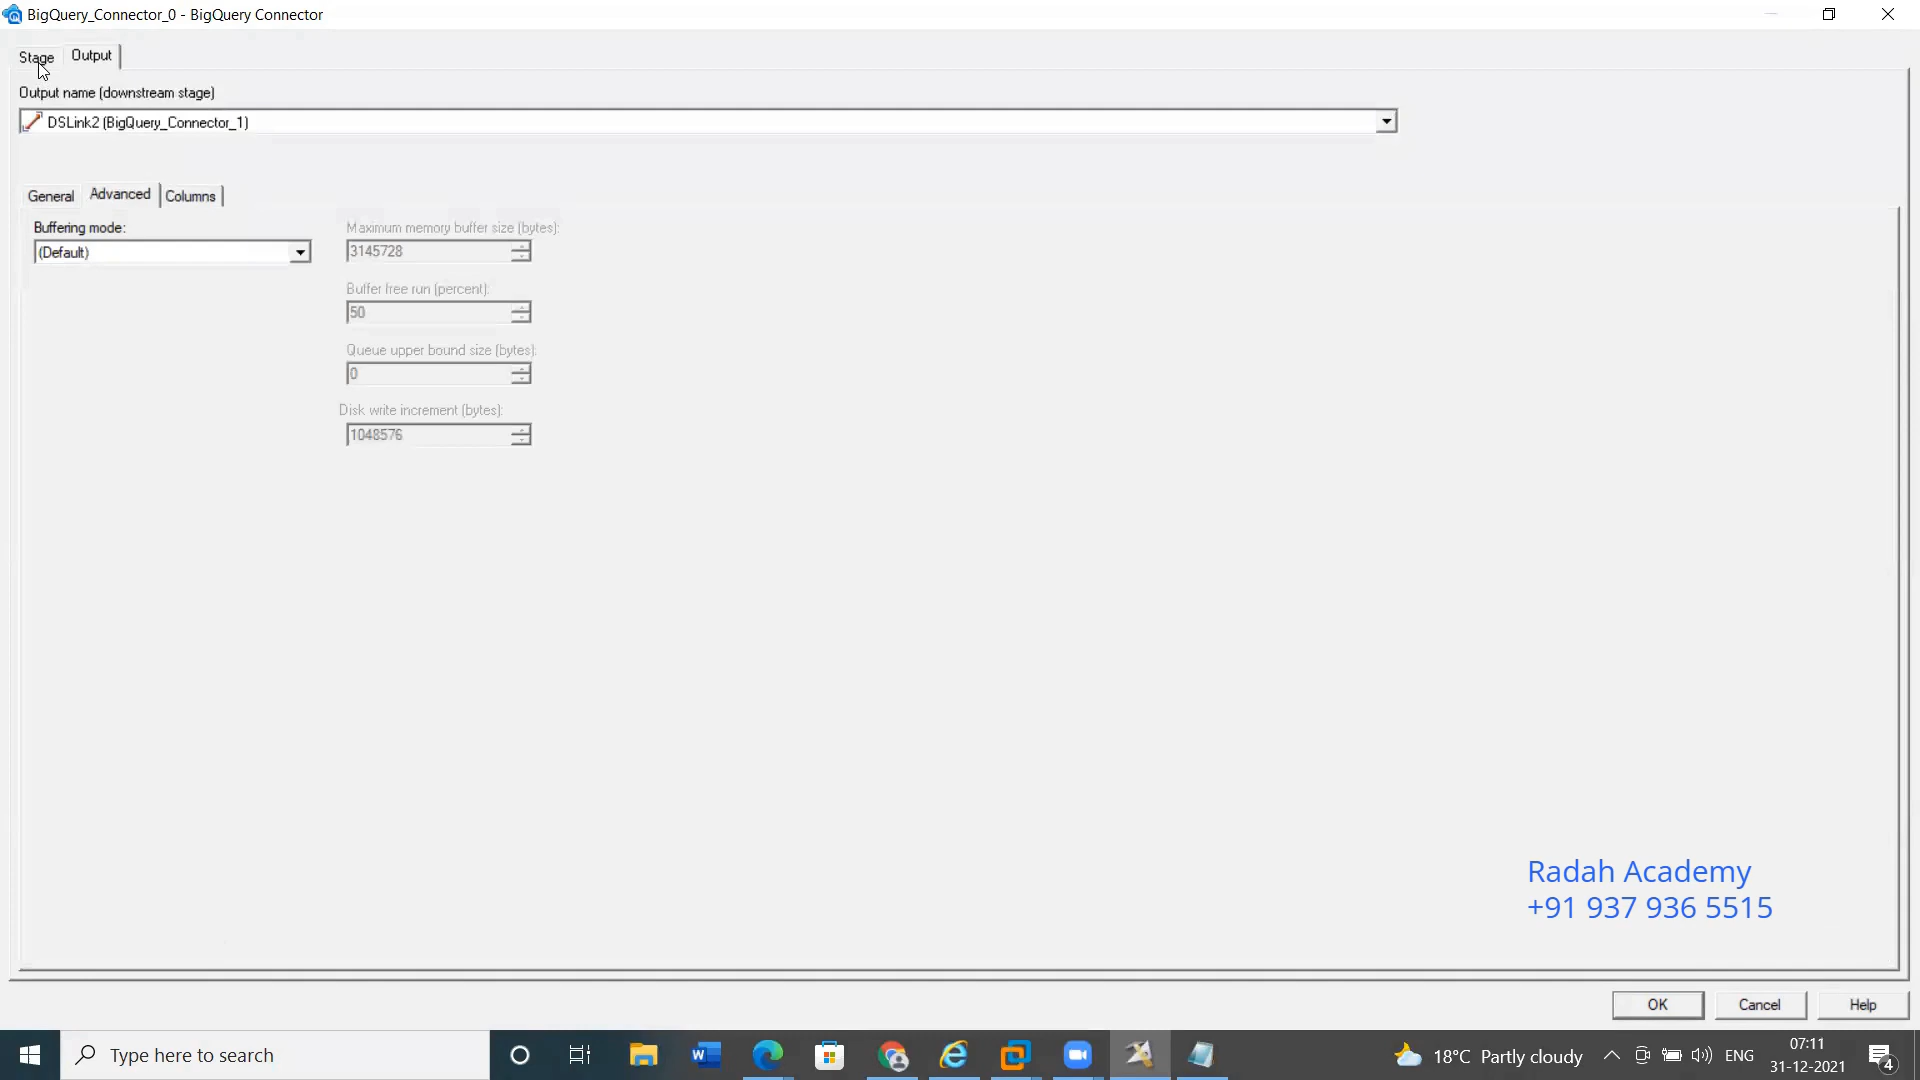 BigQuery_Connector_0 - BigQuery Connector
Stage
Output
Output name (downstream stage)
DSLink2 (BigQuery_Connector_1)
General
Advanced
Columns
Buffering mode:
(Default)
Maximum memory buffer size (bytes):
3145728
Buffer free run (percent):
50
Queue upper bound size (bytes):
0
Disk write increment (bytes):
1048576
Radah Academy
+91 937 936 5515
OK
Cancel
Help
Type here to search
18°C Partly cloudy
ENG
07:11
31-12-2021
4